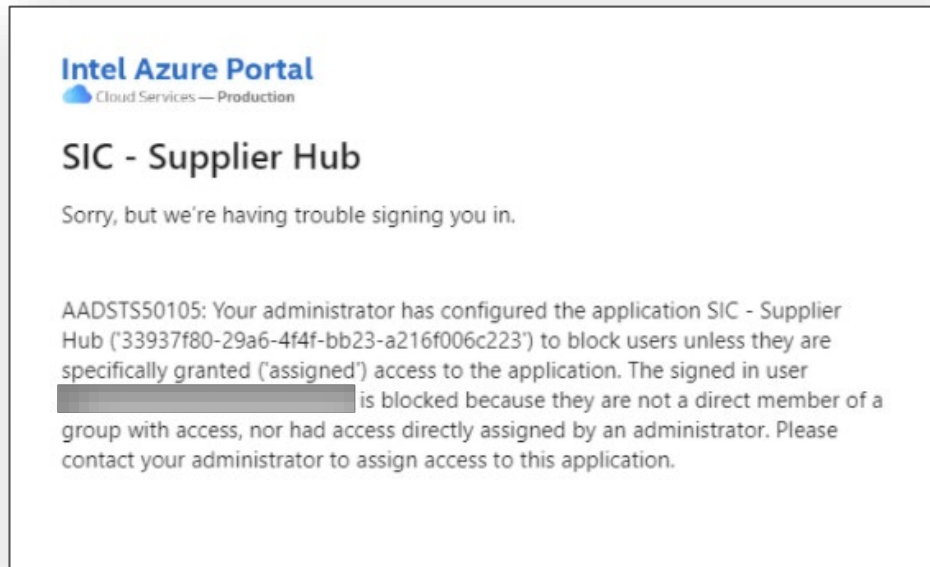 Intel Azure Portal
Cloud Services — Production
SIC - Supplier Hub
Sorry, but we're having trouble signing you in.
AADSTS50105: Your administrator has configured the application SIC - Supplier
Hub ('33937f80-29a6-4f4f-bb23-a216f006c223') to block users unless they are
specifically granted ('assigned') access to the application. The signed in user
is blocked because they are not a direct member of a
group with access, nor had access directly assigned by an administrator. Please
contact your administrator to assign access to this application.